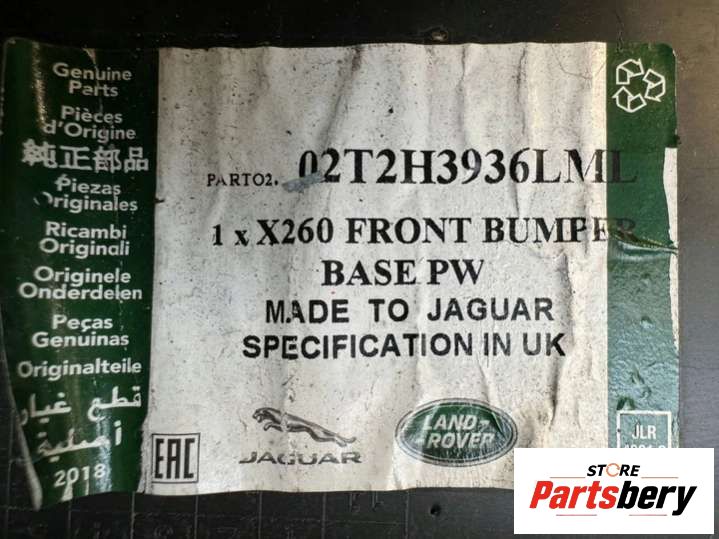 Genuine
Parts
Pièces
d'Origine
純正部品
Piezas
Originales
Ricambi
Originali
Originele
Onderdelen
Peças
Genuinas
Originalteile
قطع غيار
أصلية
2018
PARTO2. 02T2H3936LML
1 x X260 FRONT BUMPER
BASE PW
MADE TO JAGUAR
SPECIFICATION IN UK
EAC
JAGUAR
LAND-
-ROVER
JLR
STORE
Partsbery